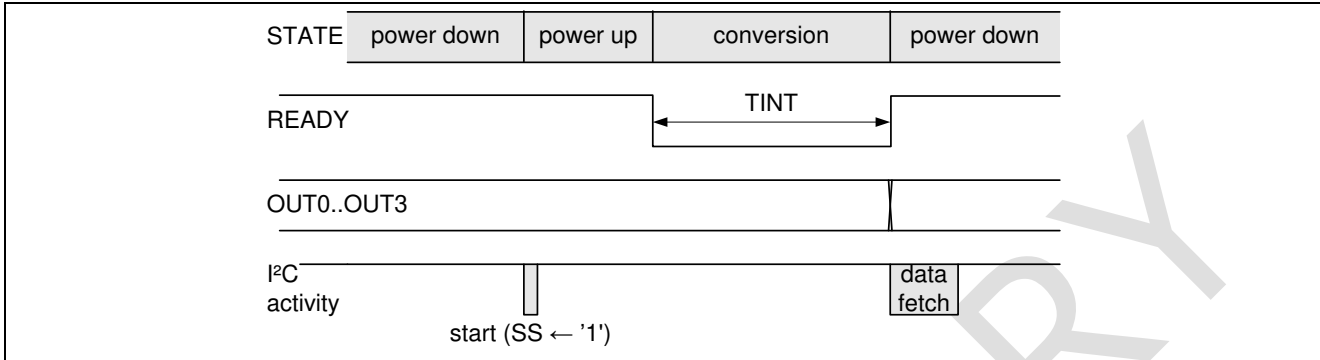 STATE power down power up conversion power down
READY TINT
OUT0..OUT3
I²C
activity
data
fetch
start (SS ← '1')
RY